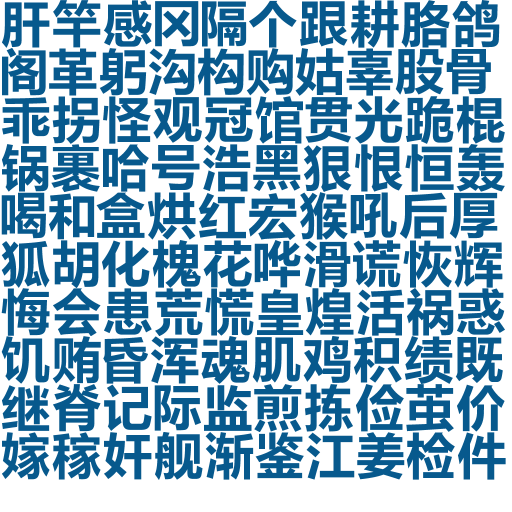 肝竿感冈隔个跟耕胳鸽
阁革躬沟构购姑辜股骨
乖拐怪观冠馆贯光跪棍
锅裹哈号浩黑狠恨恒轰
喝和盒烘红宏猴吼后厚
狐胡化槐花哗滑谎恢辉
悔会患荒慌皇煌活祸惑
饥贿昏浑魂肌鸡积绩既
继脊记际监煎拣俭茧价
嫁稼奸舰渐鉴江姜检件